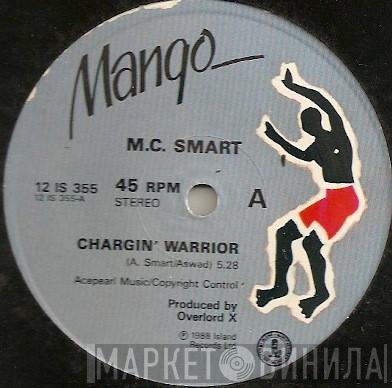 Mango
M.C. SMART
12 IS 355
12 IS 355-A
45 RPM
STEREO
A
CHARGIN' WARRIOR
(A. Smart/Aswad) 5.28
Acepearl Music/Copyright Control
Produced by
Overlord X
℗ 1988 Island
Records Ltd
МАРКЕТ ВИНИЛА